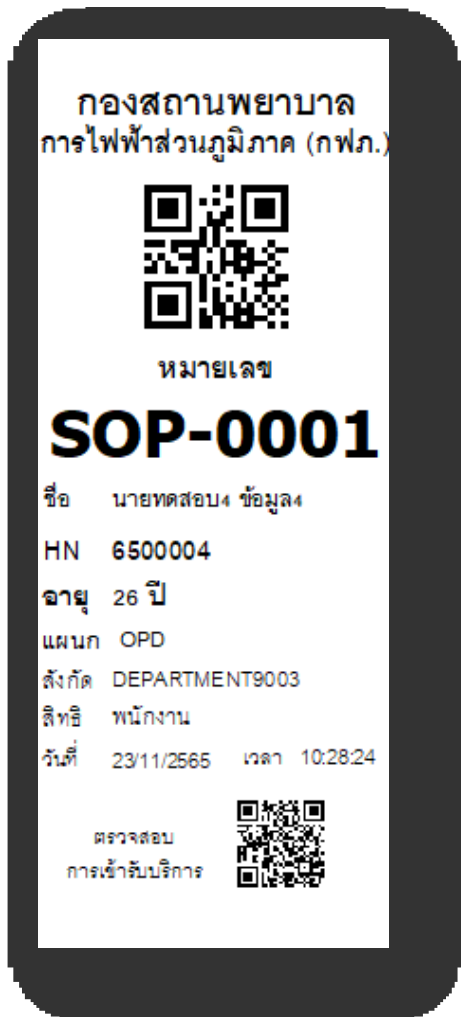 กองสถานพยาบาล
การไฟฟ้าส่วนภูมิภาค (กฟภ.)
หมายเลข
SOP-0001
ชื่อ นายทดสอบ4 ข้อมูล4
HN 6500004
อายุ 26 ปี
แผนก OPD
สังกัด DEPARTMENT9003
สิทธิ พนักงาน
วันที่ 23/11/2565 เวลา 10:28:24
ตรวจสอบ
การเข้ารับบริการ